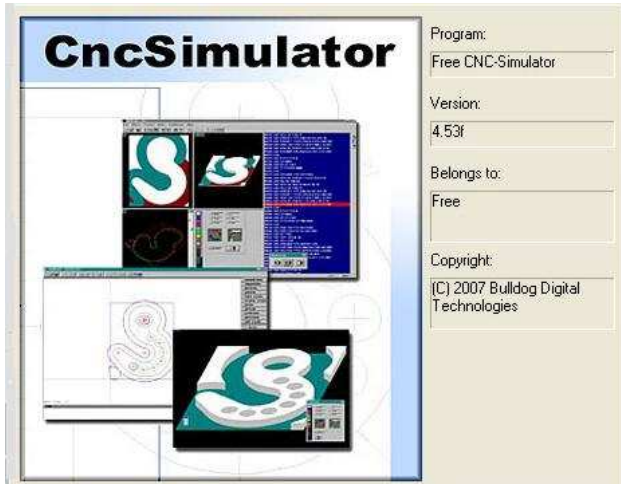 CncSimulator
Program:
Free CNC-Simulator
Version:
4.53f
Belongs to:
Free
Copyright:
(C) 2007 Bulldog Digital
Technologies